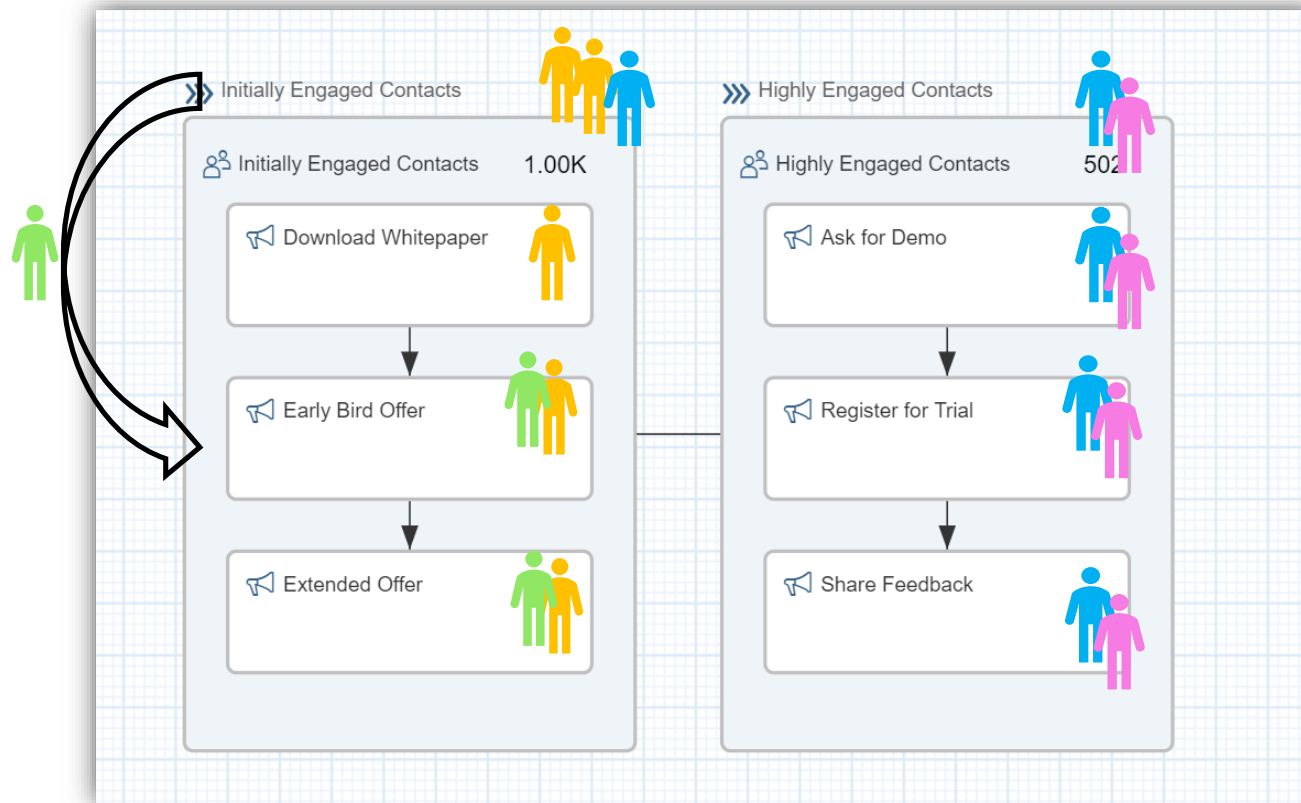 Initially Engaged Contacts
Initially Engaged Contacts 1.00K
Download Whitepaper
Early Bird Offer
Extended Offer
Highly Engaged Contacts
Highly Engaged Contacts 502
Ask for Demo
Register for Trial
Share Feedback